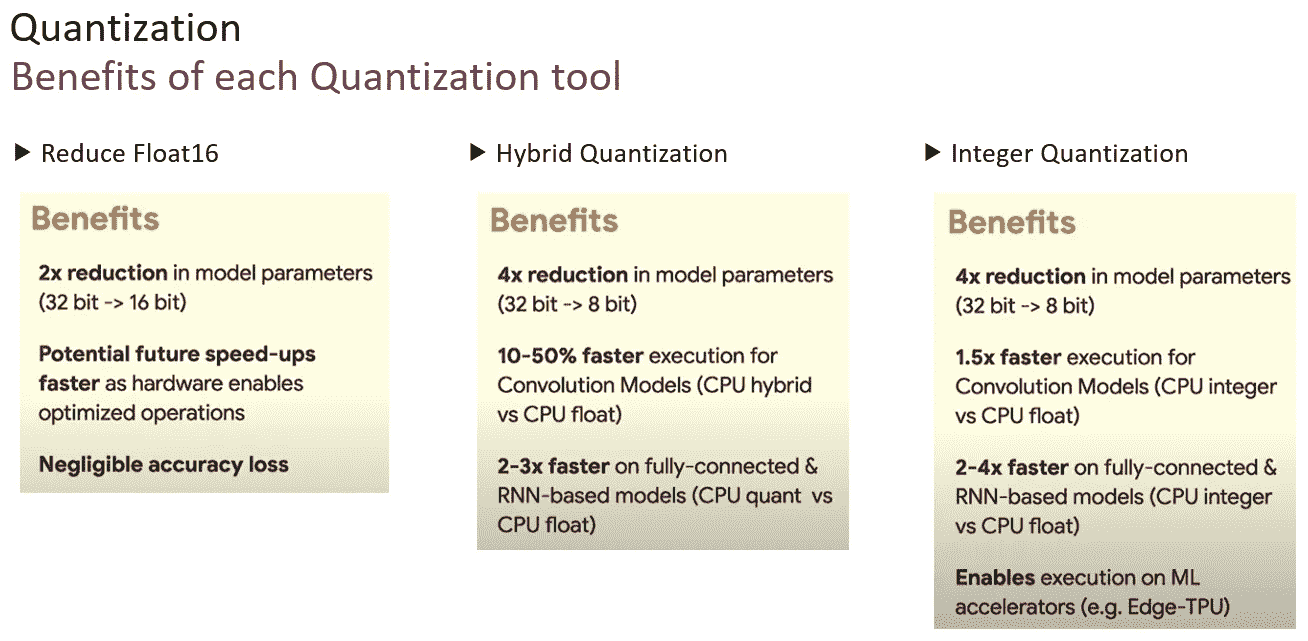 Quantization
Benefits of each Quantization tool
Reduce Float16
Benefits
2x reduction in model parameters
(32 bit -> 16 bit)
Potential future speed-ups
faster as hardware enables
optimized operations
Negligible accuracy loss
Hybrid Quantization
Benefits
4x reduction in model parameters
(32 bit -> 8 bit)
10-50% faster execution for
Convolution Models (CPU hybrid
vs CPU float)
2-3x faster on fully-connected &
RNN-based models (CPU quant vs
CPU float)
Integer Quantization
Benefits
4x reduction in model parameters
(32 bit -> 8 bit)
1.5x faster execution for
Convolution Models (CPU integer
vs CPU float)
2-4x faster on fully-connected &
RNN-based models (CPU integer
vs CPU float)
Enables execution on ML
accelerators (e.g. Edge-TPU)